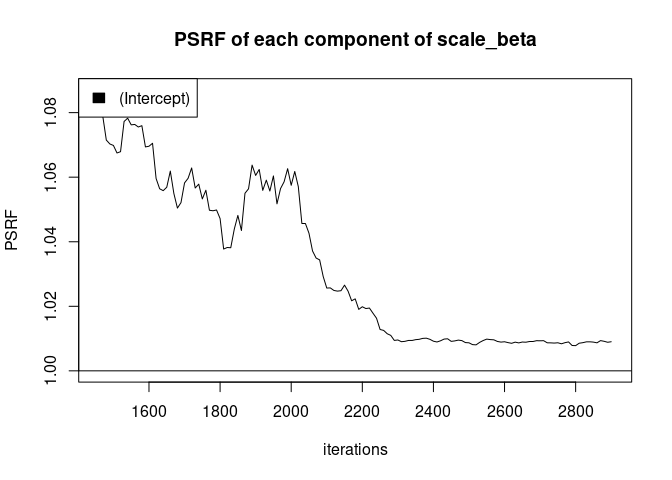 PSRF of each component of scale_beta
(Intercept)
PSRF
1.08
1.06
1.04
1.02
1.00
1600 1800 2000 2200 2400 2600 2800
iterations